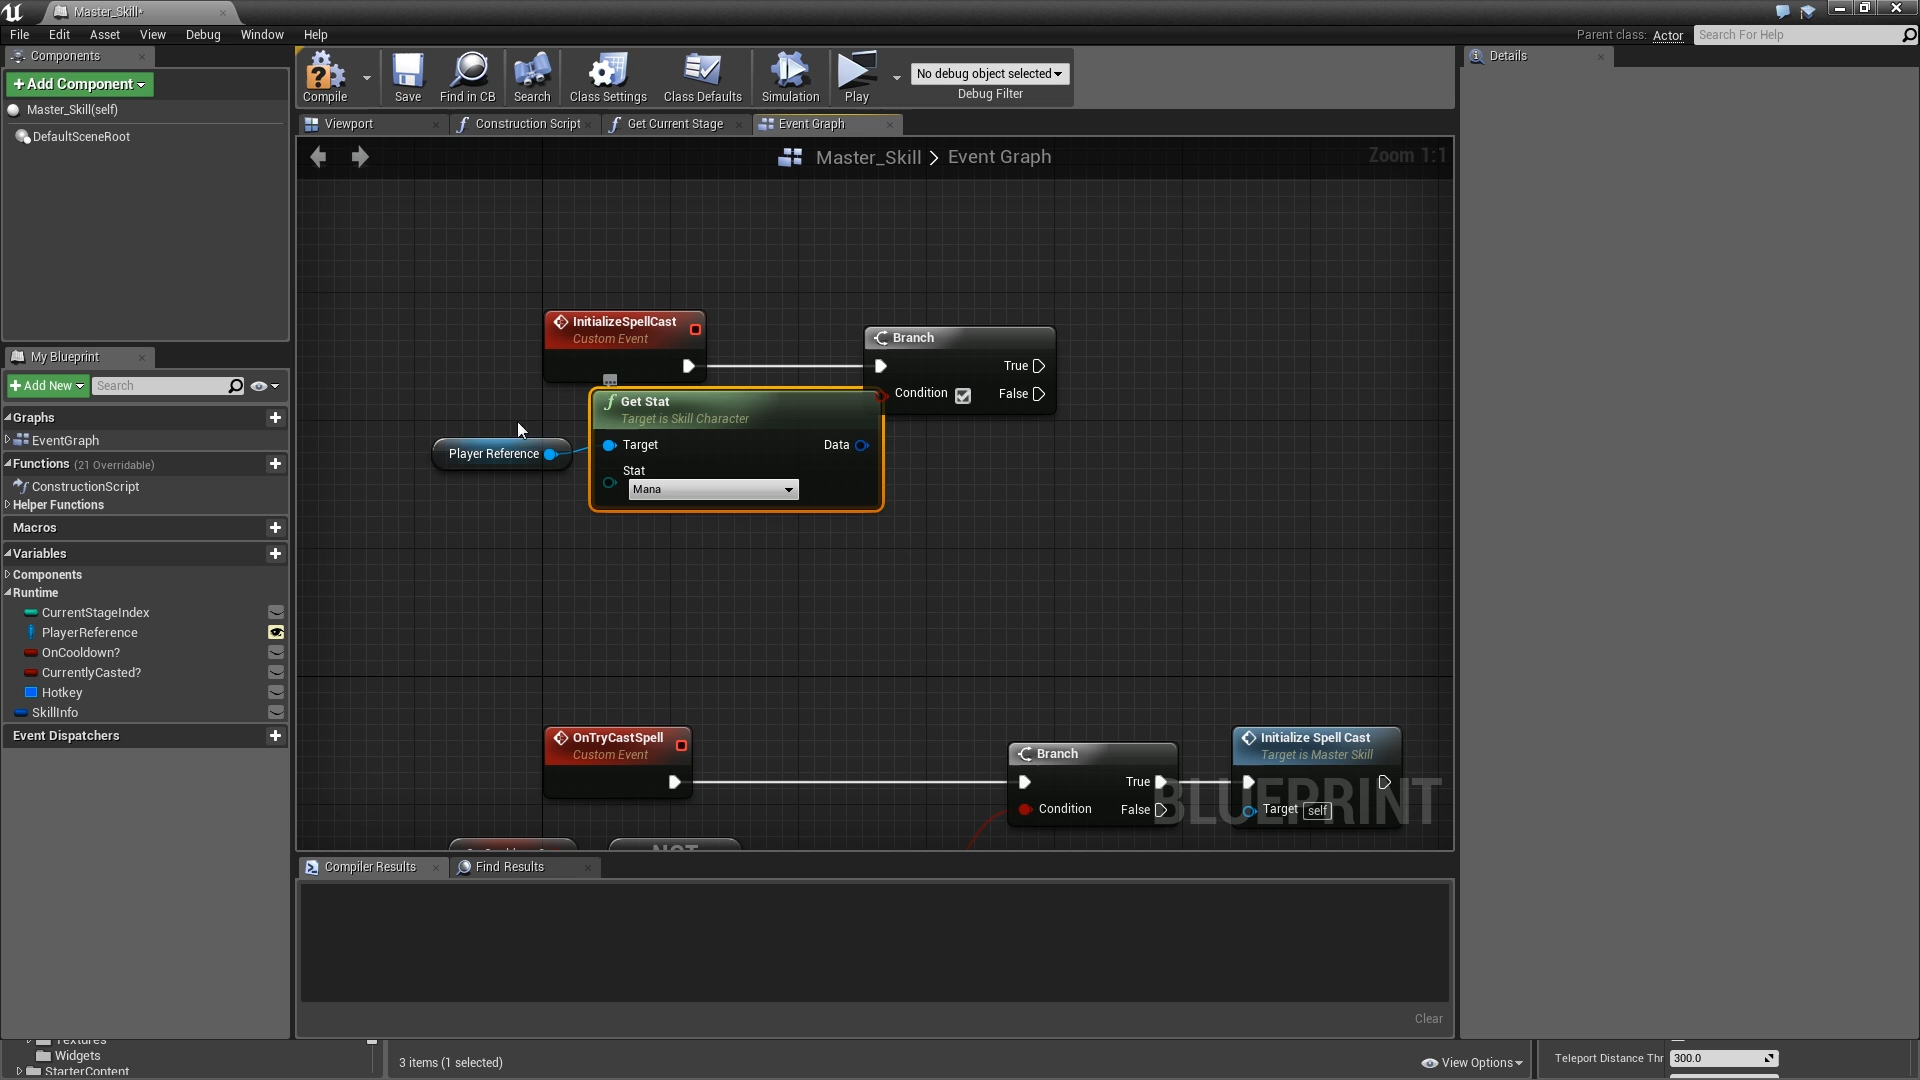 Master_Skill*
File Edit Asset View Debug Window Help
Parent class: Actor
Search For Help
Components
+Add Component
Master_Skill(self)
DefaultSceneRoot
My Blueprint
+Add New
Search
Graphs
EventGraph
Functions (21 Overridable)
ConstructionScript
Helper Functions
Macros
Variables
Components
Runtime
CurrentStageIndex
PlayerReference
OnCooldown?
CurrentlyCasted?
Hotkey
SkillInfo
Event Dispatchers
Textures
Widgets
StarterContent
Compile
Save
Find in CB
Search
Class Settings
Class Defaults
Simulation
Play
No debug object selected
Debug Filter
Viewport
Construction Script
Get Current Stage
Event Graph
Master_Skill > Event Graph
Zoom 1:1
InitializeSpellCast
Custom Event
Branch
True
Condition
False
Get Stat
Target is Skill Character
Player Reference
Target
Data
Stat
Mana
OnTryCastSpell
Custom Event
Branch
True
Condition
False
Initialize Spell Cast
Target is Master Skill
Target self
BLUEPRINT
NOT
Compiler Results
Find Results
Clear
3 items (1 selected)
View Options
Details
Teleport Distance Thr
300.0